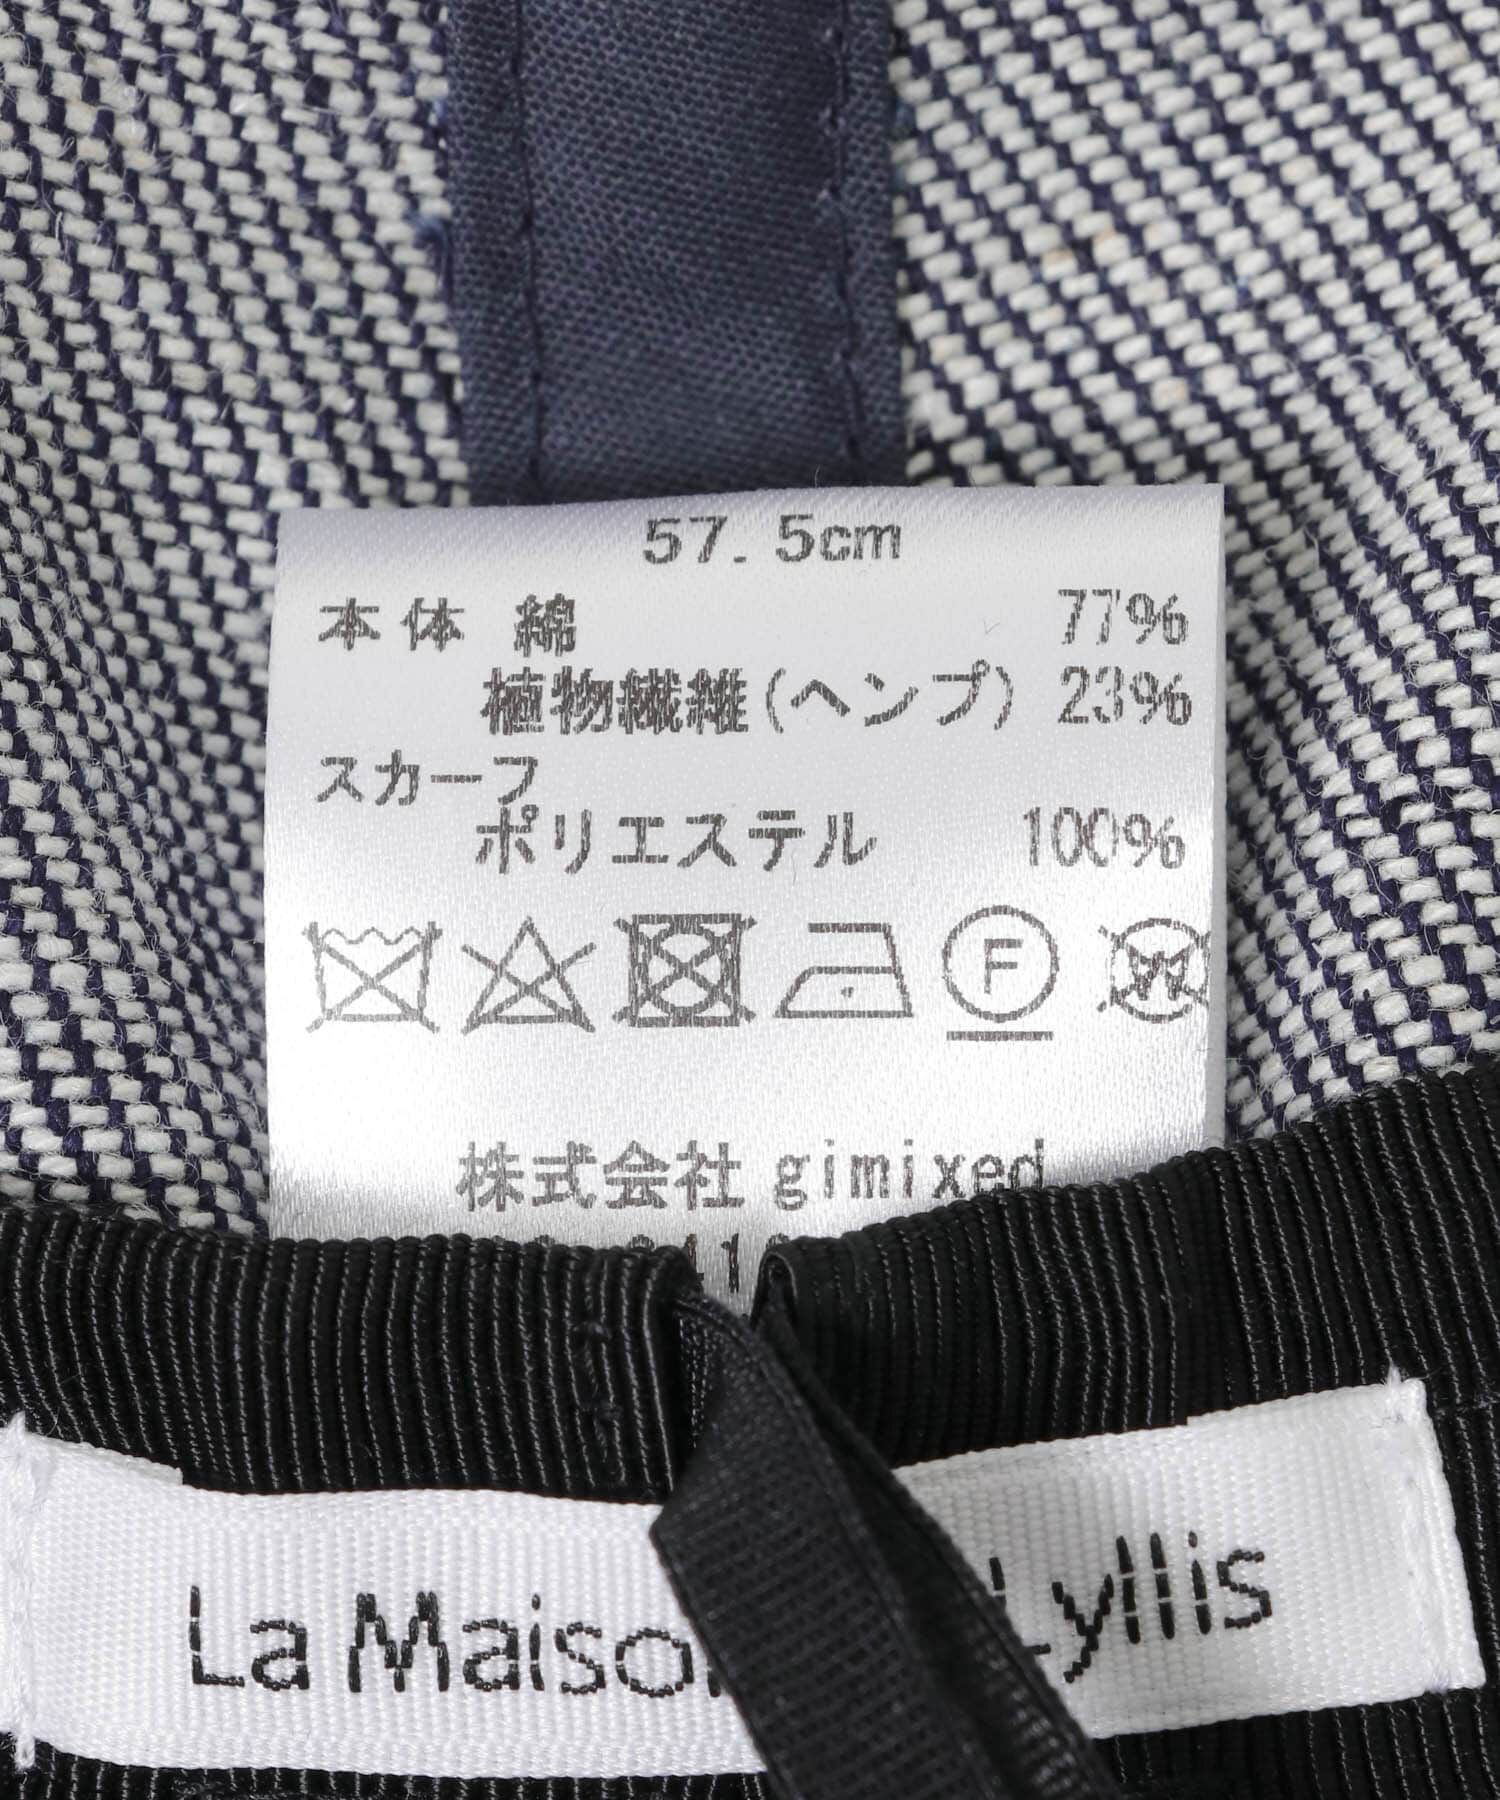 57.5cm
本体 綿 77%
植物繊維(ヘンプ) 23%
スカーフ
ポリエステル 100%
F
W
株式会社 gimixed
La Maison Lyllis